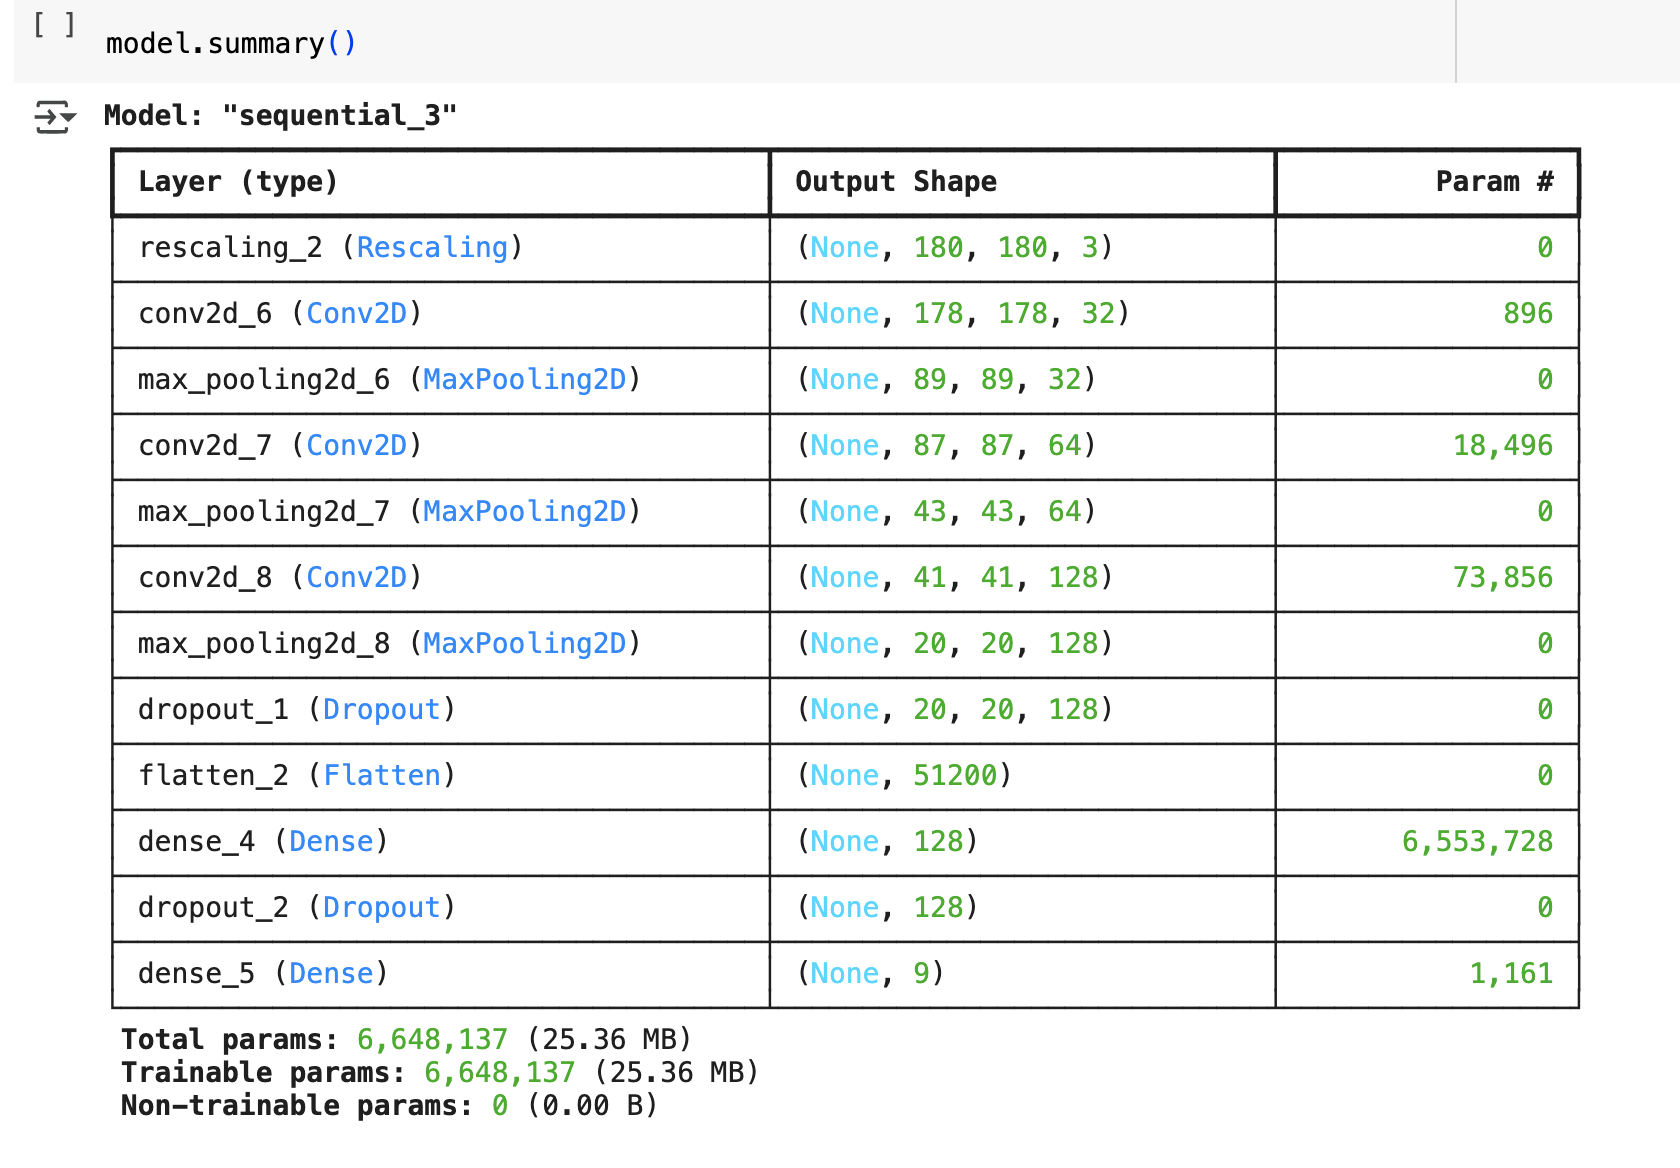 [ ]
model.summary()
Model: "sequential_3"
Layer (type) Output Shape Param #
rescaling_2 (Rescaling) (None, 180, 180, 3) 0
conv2d_6 (Conv2D) (None, 178, 178, 32) 896
max_pooling2d_6 (MaxPooling2D) (None, 89, 89, 32) 0
conv2d_7 (Conv2D) (None, 87, 87, 64) 18,496
max_pooling2d_7 (MaxPooling2D) (None, 43, 43, 64) 0
conv2d_8 (Conv2D) (None, 41, 41, 128) 73,856
max_pooling2d_8 (MaxPooling2D) (None, 20, 20, 128) 0
dropout_1 (Dropout) (None, 20, 20, 128) 0
flatten_2 (Flatten) (None, 51200) 0
dense_4 (Dense) (None, 128) 6,553,728
dropout_2 (Dropout) (None, 128) 0
dense_5 (Dense) (None, 9) 1,161
Total params: 6,648,137 (25.36 MB)
Trainable params: 6,648,137 (25.36 MB)
Non-trainable params: 0 (0.00 B)